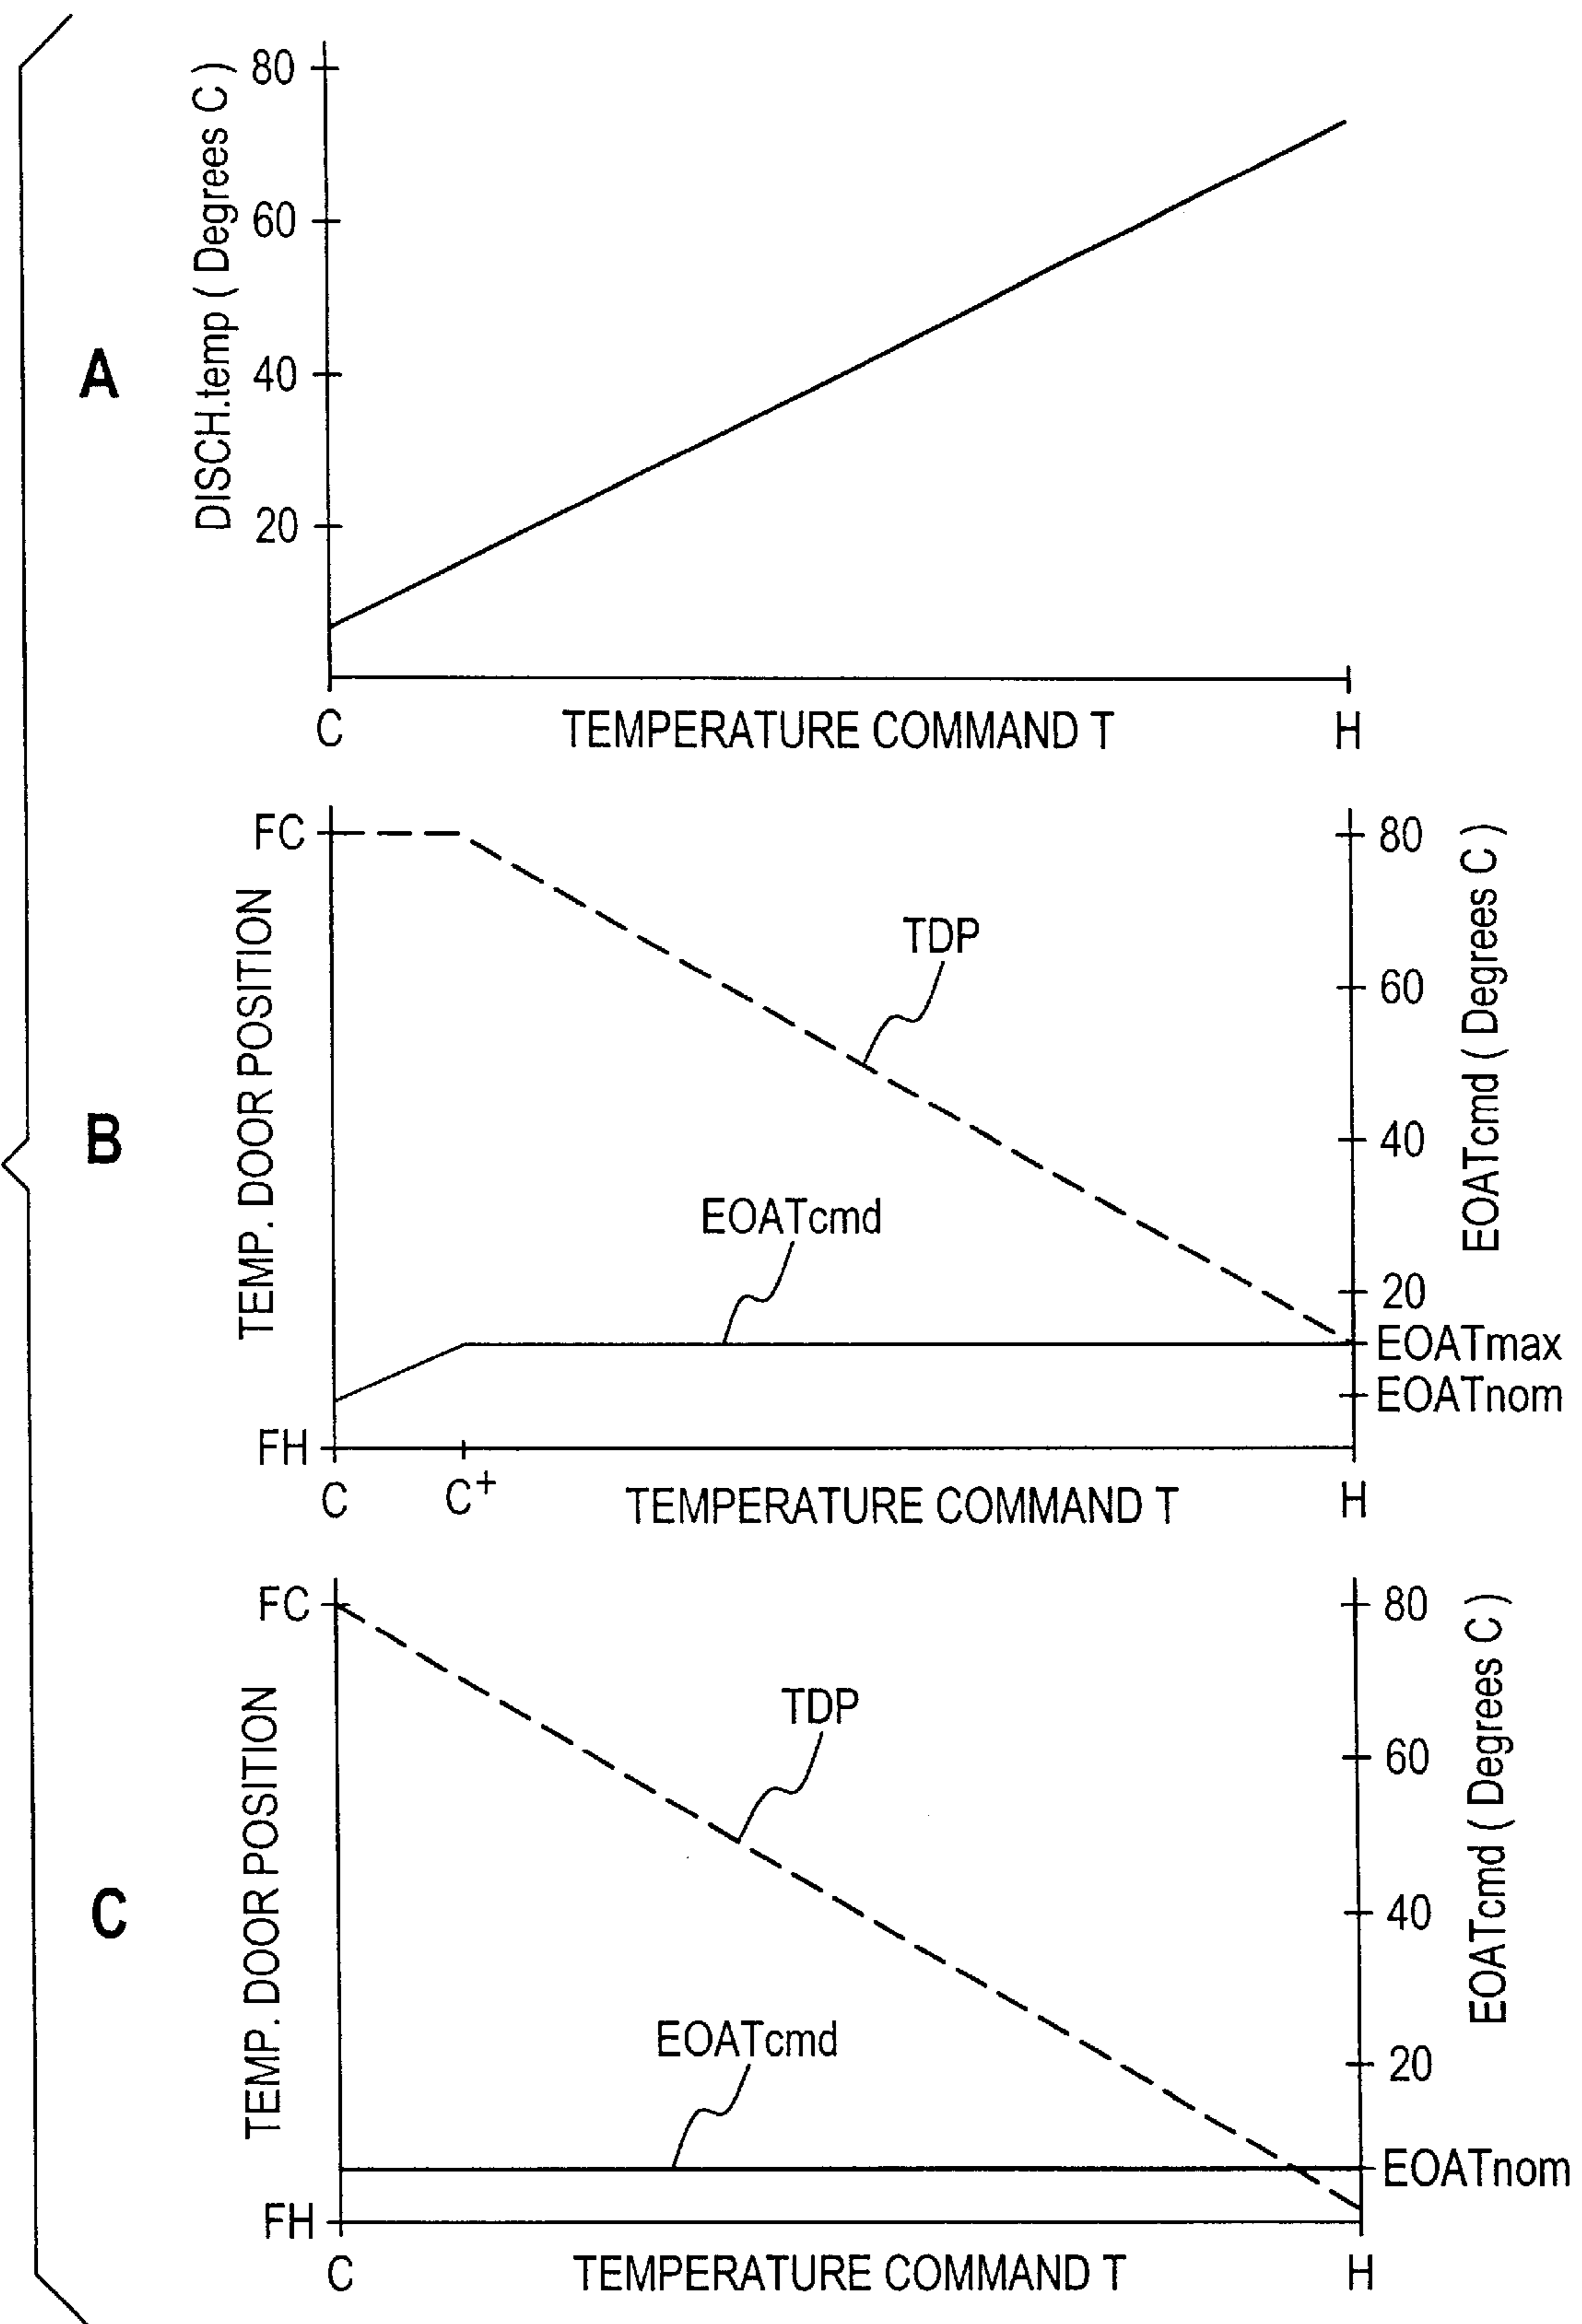 A
DISCH.temp ( Degrees C )
80
60
40
20
C
TEMPERATURE COMMAND T
H
B
TEMP. DOOR POSITION
FC
FH
TDP
EOATcmd
80
60
40
20
EOATmax
EOATnom
EOATcmd ( Degrees C )
C
C+
TEMPERATURE COMMAND T
H
C
TEMP. DOOR POSITION
FC
FH
TDP
EOATcmd
80
60
40
20
EOATnom
EOATcmd ( Degrees C )
C
TEMPERATURE COMMAND T
H